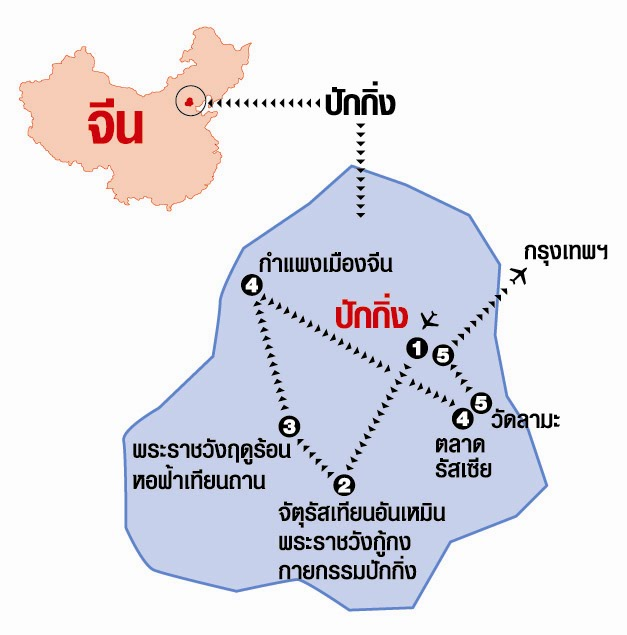 จีน
ปักกิ่ง
กรุงเทพฯ
กำแพงเมืองจีน
4
ปักกิ่ง
1
5
5
วัดลามะ
4
ตลาด
รัสเซีย
3
พระราชวังฤดูร้อน
หอฟ้าเทียนถาน
2
จัตุรัสเทียนอันเหมิน
พระราชวังกู้กง
กายกรรมปักกิ่ง